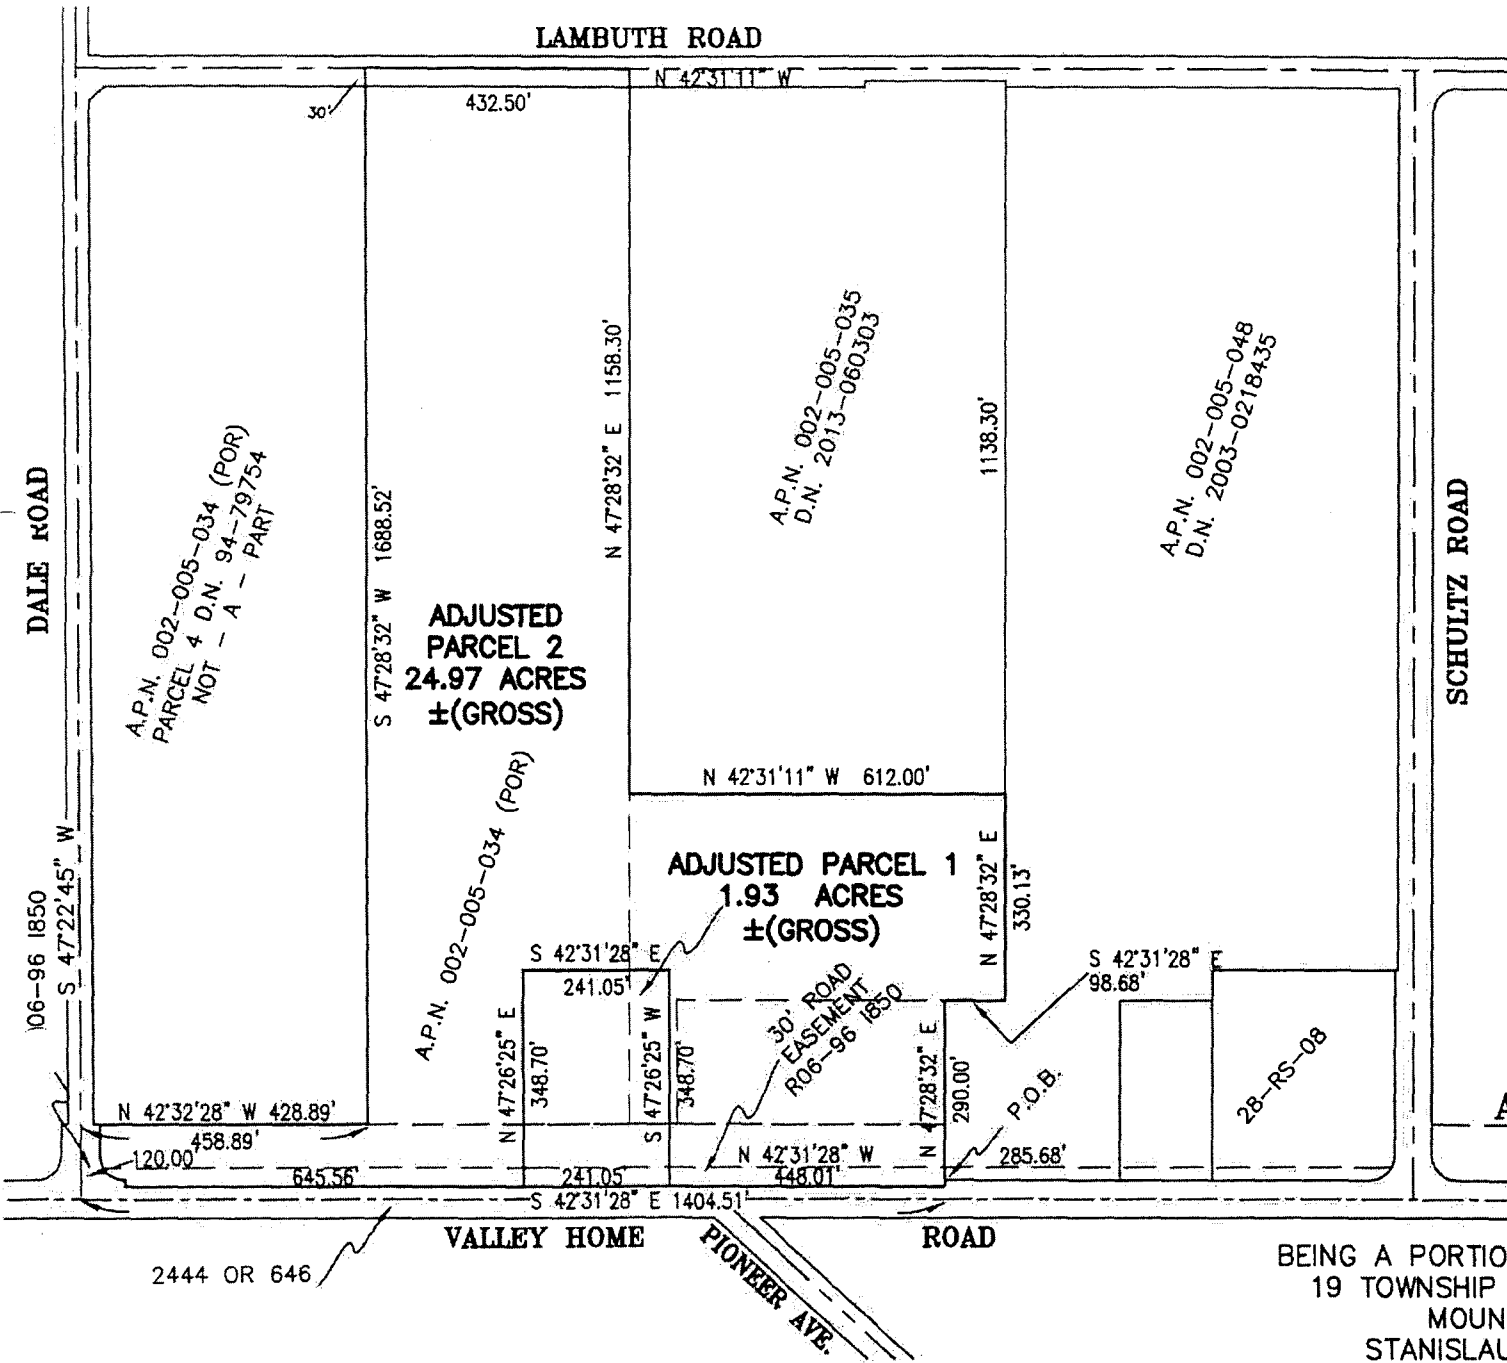 LAMBUTH ROAD
N 42°31'11" W
30'
432.50'
A.P.N. 002-005-035
D.N. 2013-060303
A.P.N. 002-005-048
D.N. 2003-0218435
N 47°28'32" E 1158.30'
1138.30'
A.P.N. 002-005-034 (POR)
PARCEL 4 D.N. 94-79754
NOT - A - PART
DALE ROAD
S 47°28'32" W 1688.52'
SCHULTZ ROAD
ADJUSTED
PARCEL 2
24.97 ACRES
±(GROSS)
A.P.N. 002-005-034 (POR)
N 42°31'11" W 612.00'
S 47°22'45" W
ADJUSTED PARCEL 1
1.93 ACRES
±(GROSS)
N 47°28'32" E
330.13'
S 42°31'28" E
241.05'
S 42°31'28" E
98.68'
30' ROAD
EASEMENT
R06-96 1850
N 47°26'25" E
348.70'
S 47°26'25" W
348.70'
N 47°28'32" E
290.00'
P.O.B.
28-RS-08
N 42°32'28" W 428.89'
458.89'
120.00'
645.56'
241.05'
N 42°31'28" W
448.01'
285.68'
S 42°31'28" E 1404.51'
VALLEY HOME
ROAD
PIONEER AVE.
2444 OR 646
BEING A PORTIO
19 TOWNSHIP
MOUN
STANISLAU